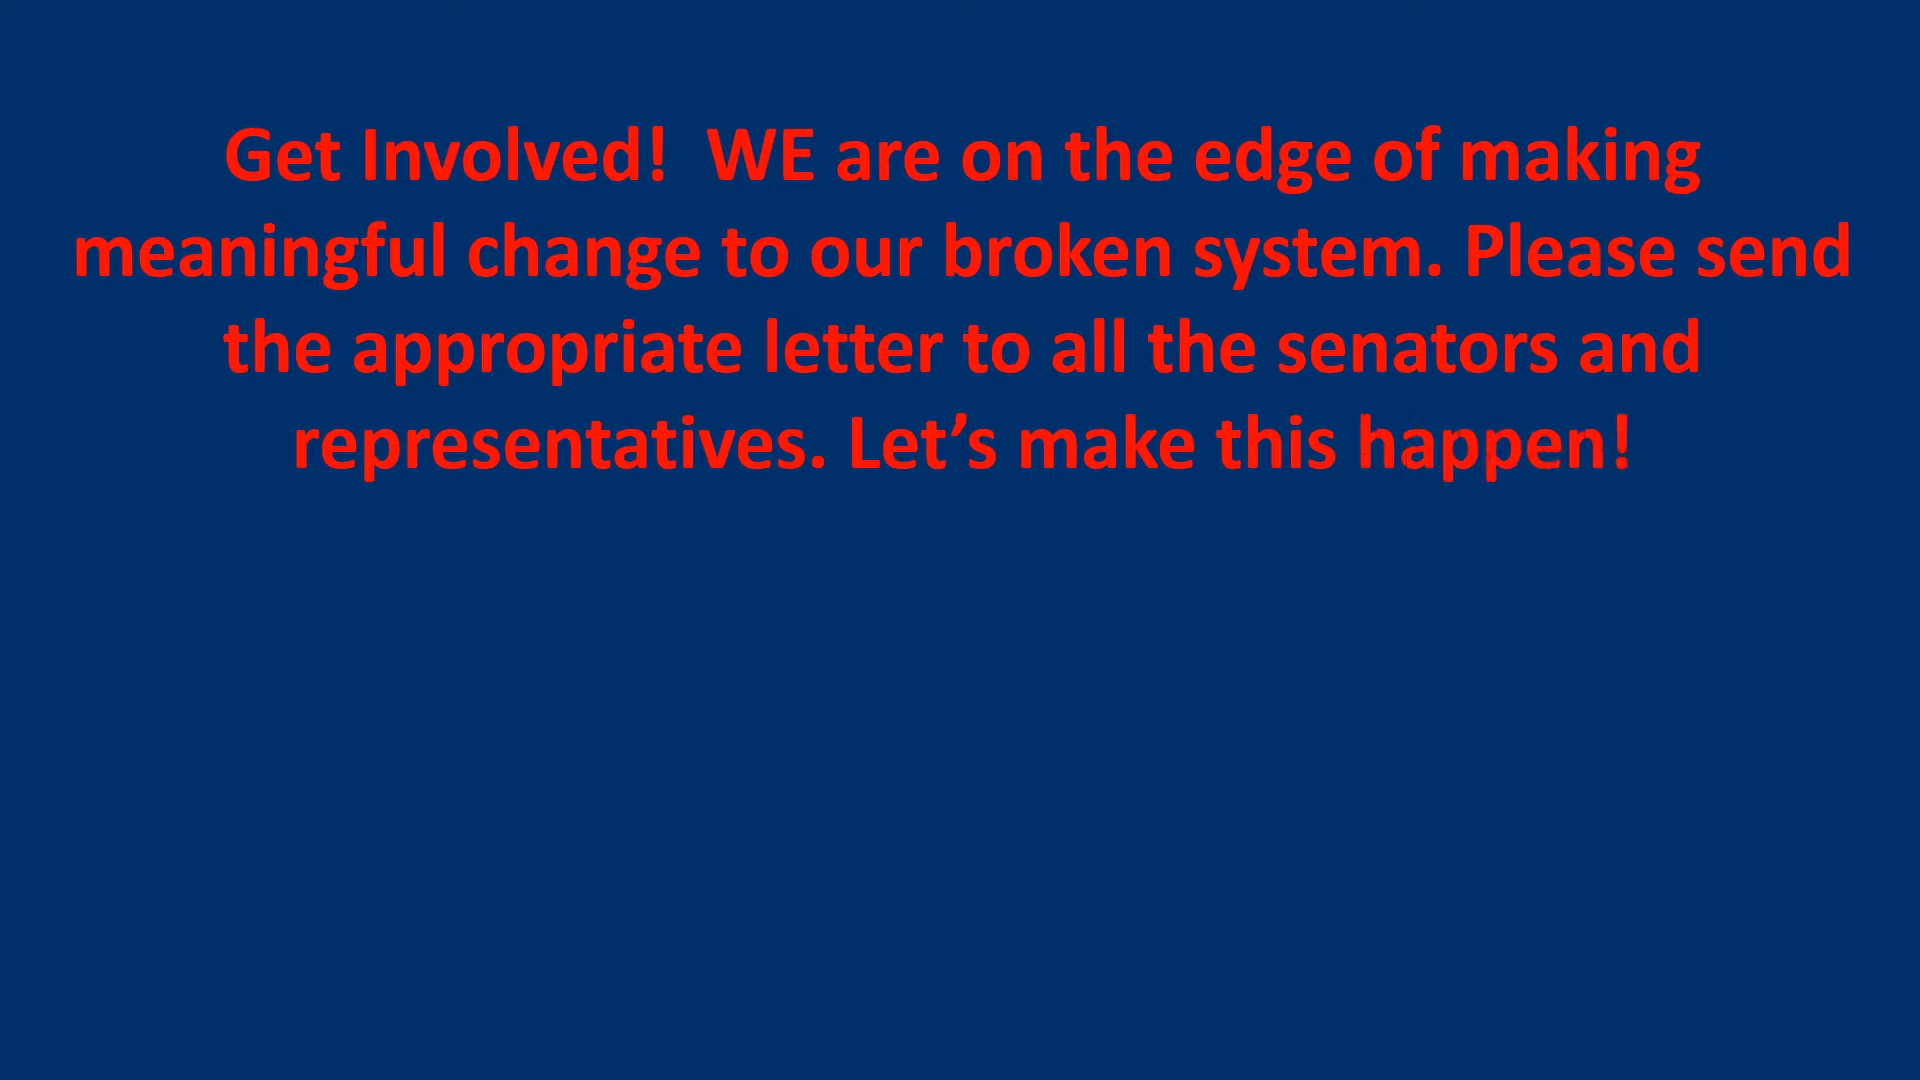 Get Involved!  WE are on the edge of making
meaningful change to our broken system. Please send
the appropriate letter to all the senators and
representatives. Let’s make this happen!